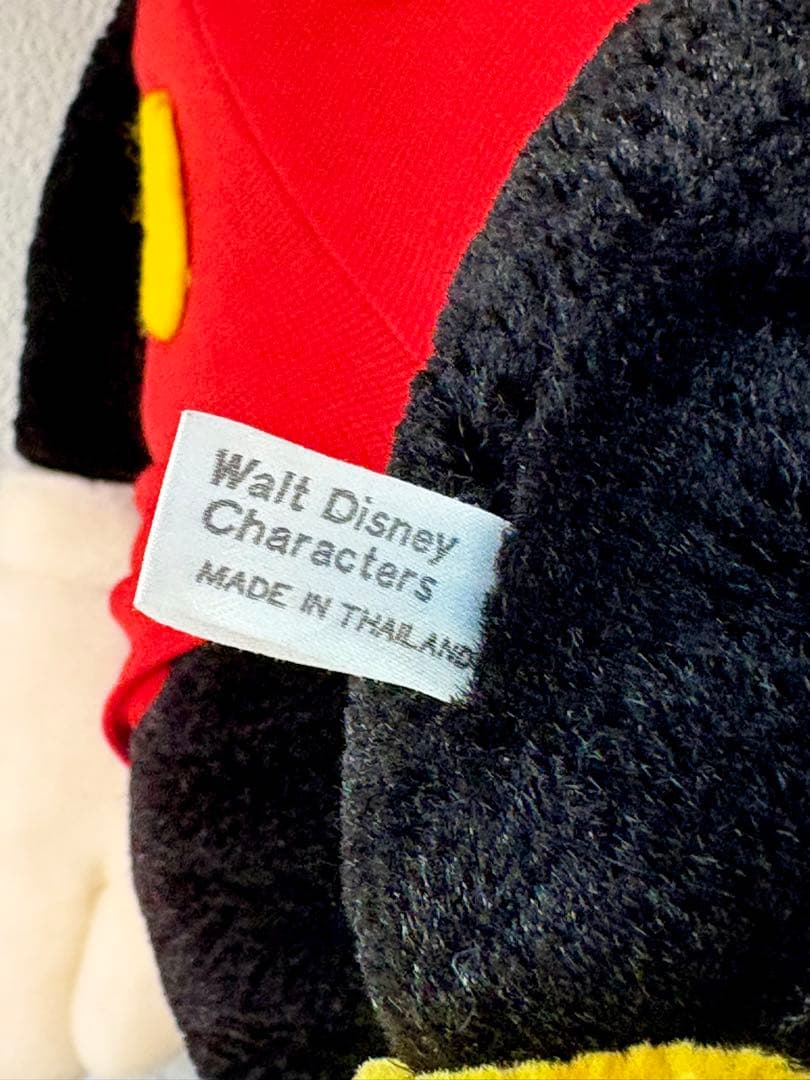 Walt Disney
Characters
MADE IN THAILAND